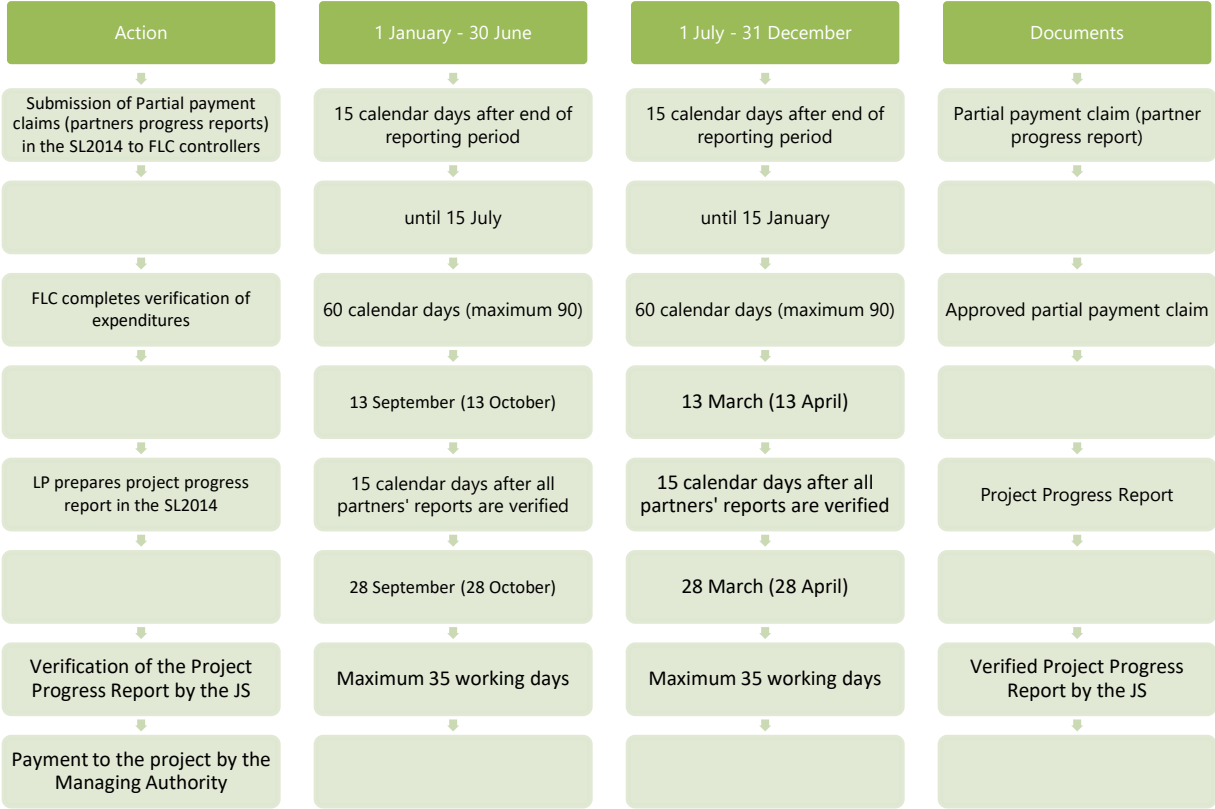 Action
1 January - 30 June
1 July - 31 December
Documents
Submission of Partial payment
claims (partners progress reports)
in the SL2014 to FLC controllers
15 calendar days after end of
reporting period
15 calendar days after end of
reporting period
Partial payment claim (partner
progress report)
until 15 July
until 15 January
FLC completes verification of
expenditures
60 calendar days (maximum 90)
60 calendar days (maximum 90)
Approved partial payment claim
13 September (13 October)
13 March (13 April)
LP prepares project progress
report in the SL2014
15 calendar days after all
partners' reports are verified
15 calendar days after all
partners' reports are verified
Project Progress Report
28 September (28 October)
28 March (28 April)
Verification of the Project
Progress Report by the JS
Maximum 35 working days
Maximum 35 working days
Verified Project Progress
Report by the JS
Payment to the project by the
Managing Authority